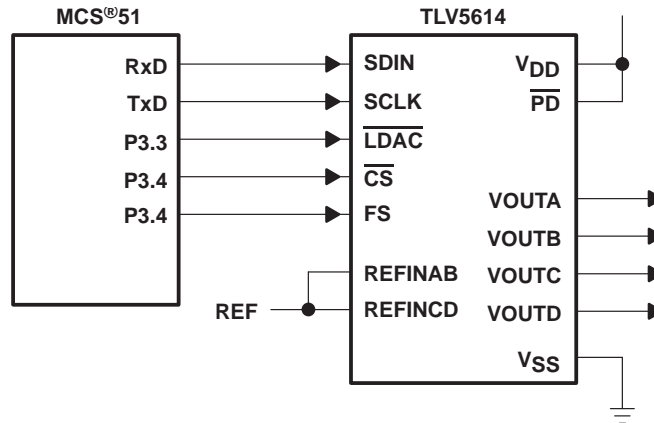 MCS®51
TLV5614
RxD
TxD
P3.3
P3.4
P3.4
SDIN
SCLK
LDAC
CS
FS
REFINAB
REFINCD
REF
VDD
PD
VOUTA
VOUTB
VOUTC
VOUTD
VSS